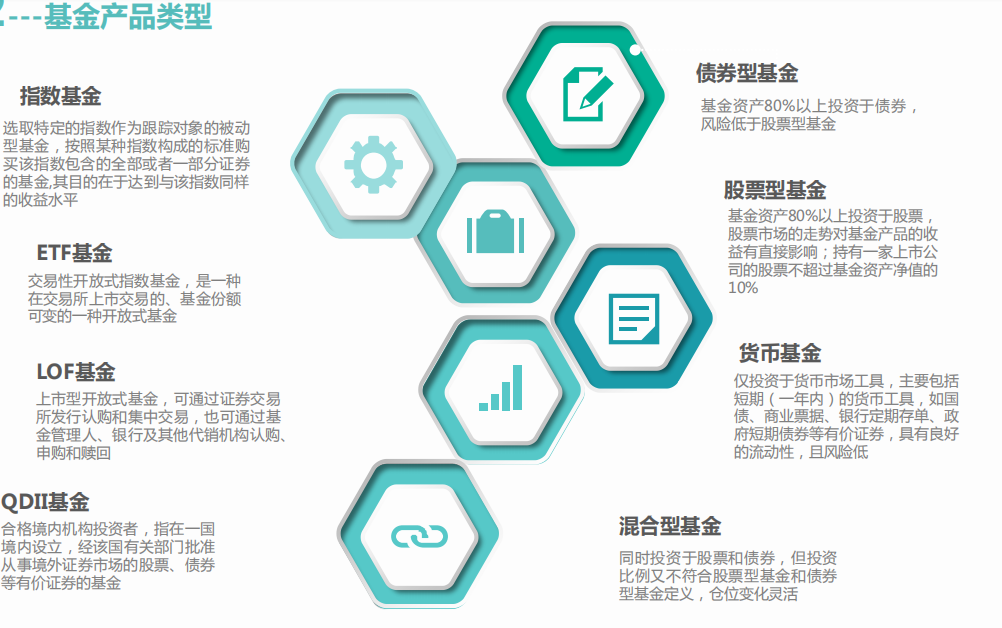 ---基金产品类型
指数基金
选取特定的指数作为跟踪对象的被动
型基金，按照某种指数构成的标准购
买该指数包含的全部或者一部分证券
的基金,其目的在于达到与该指数同样
的收益水平
ETF基金
交易性开放式指数基金，是一种
在交易所上市交易的、基金份额
可变的一种开放式基金
LOF基金
上市型开放式基金，可通过证券交易
所发行认购和集中交易，也可通过基
金管理人、银行及其他代销机构认购、
申购和赎回
QDII基金
合格境内机构投资者，指在一国
境内设立，经该国有关部门批准
从事境外证券市场的股票、债券
等有价证券的基金
债券型基金
基金资产80%以上投资于债券，
风险低于股票型基金
股票型基金
基金资产80%以上投资于股票，
股票市场的走势对基金产品的收
益有直接影响；持有一家上市公
司的股票不超过基金资产净值的
10%
货币基金
仅投资于货币市场工具，主要包括
短期（一年内）的货币工具，如国
债、商业票据、银行定期存单、政
府短期债券等有价证券，具有良好
的流动性，且风险低
混合型基金
同时投资于股票和债券，但投资
比例又不符合股票型基金和债券
型基金定义，仓位变化灵活